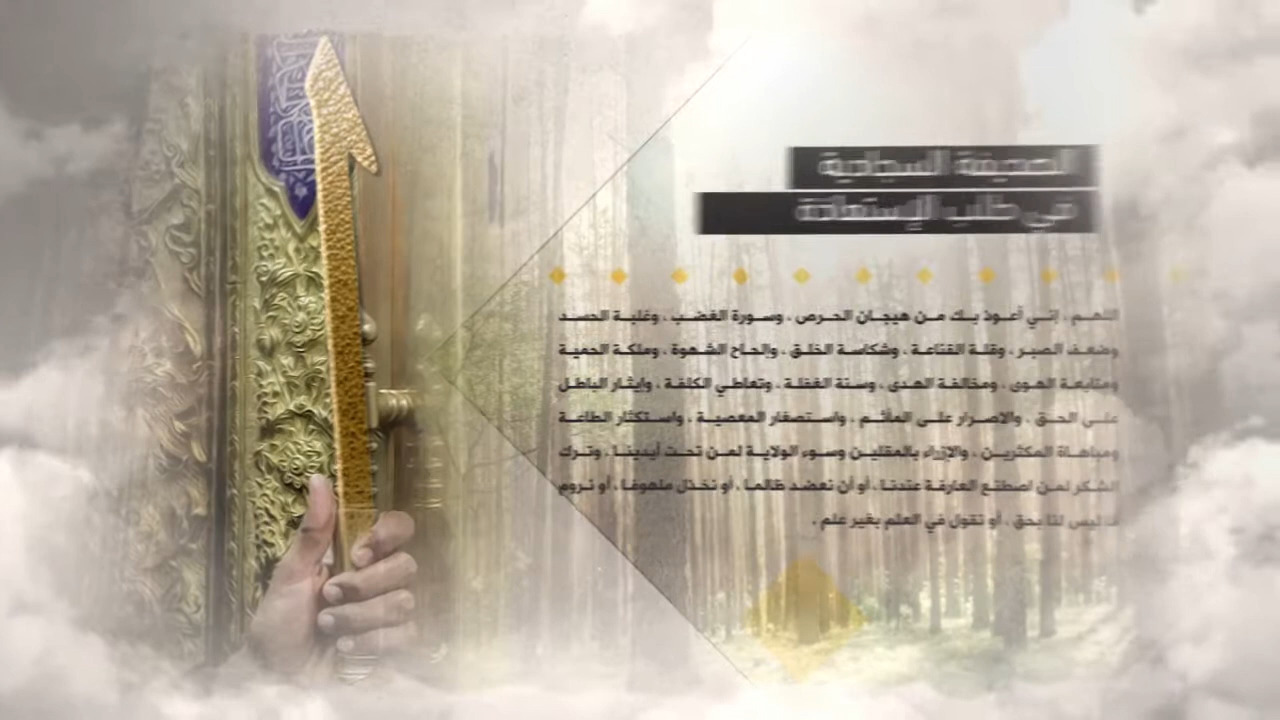 الصحيفة السجادية
في طلب الإستعاذة
اللهم ، إني أعوذ بك من هيجان الحرص ، وسورة الغضب ، وغلبة الحسد
وضعف الصبر ، وقلة القناعة ، وشكاسة الخلق ، وإلحاح الشهوة ، وملكة الحمية
ومتابعة الهوى ، ومخالفة الهدى ، وسنة الغفلة ، وتعاطي الكلفة ، وإيثار الباطل
على الحق ، والاصرار على المأثم ، واستصغار المعصية ، واستكثار الطاعة
ومباهاة المكثرين ، والإزراء بالمقلين وسوء الولاية لمن تحت أيدينا ، وترك
الشكر لمن اصطنع العارفة عندنا ، أو أن نعضد ظالما ، أو نخذل ملهوفا ، أو نروم
ما ليس لنا بحق ، أو نقول في العلم بغير علم .